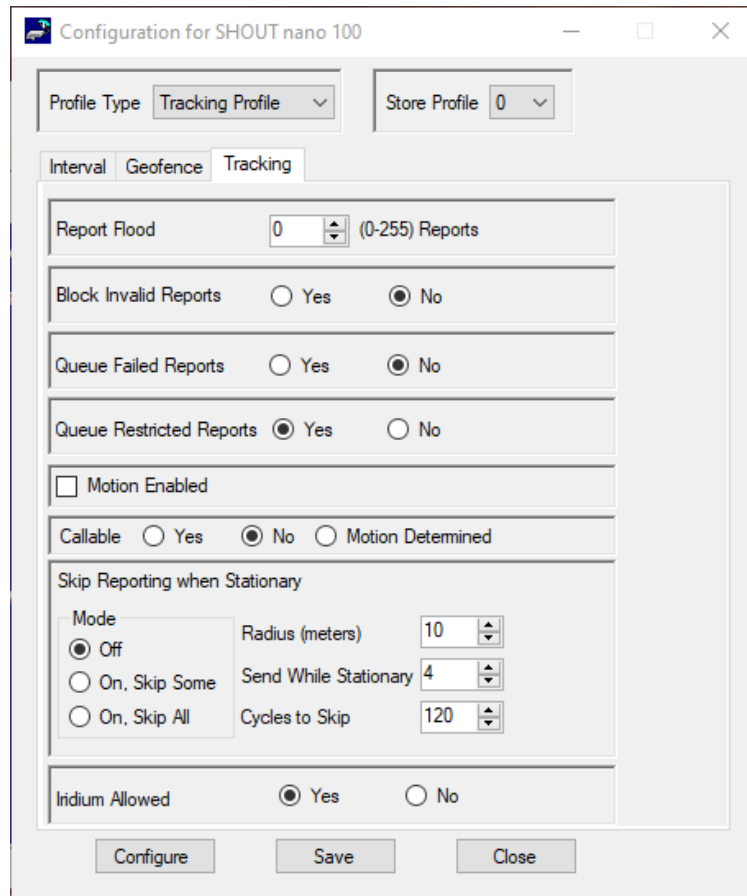 Configuration for SHOUT nano 100
Profile Type Tracking Profile Store Profile 0
Interval Geofence Tracking
Report Flood 0 (0-255) Reports
Block Invalid Reports Yes No
Queue Failed Reports Yes No
Queue Restricted Reports Yes No
Motion Enabled
Callable Yes No Motion Determined
Skip Reporting when Stationary
Mode
Off
On, Skip Some
On, Skip All
Radius (meters) 10
Send While Stationary 4
Cycles to Skip 120
Iridium Allowed Yes No
Configure Save Close